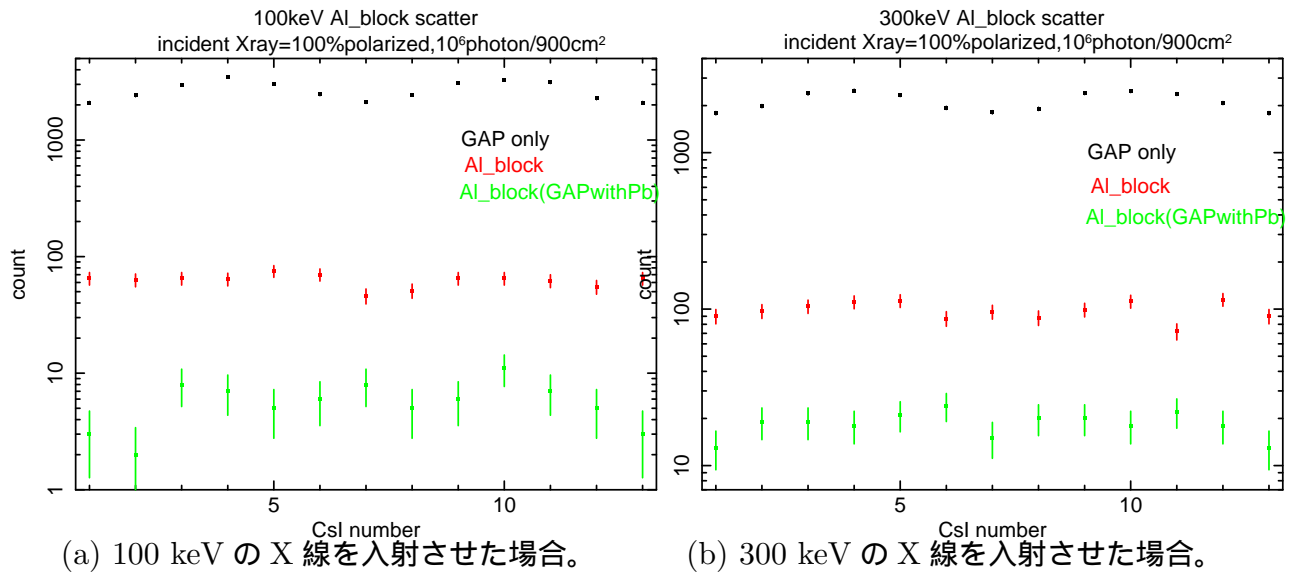 100keV Al_block scatter
incident Xray=100%polarized,10⁶photon/900cm²
1000
100
10
1
count
GAP only
Al_block
Al_block(GAPwithPb)
5
10
CsI number
(a) 100 keV の X 線を入射させた場合。
300keV Al_block scatter
incident Xray=100%polarized,10⁶photon/900cm²
1000
100
10
count
GAP only
Al_block
Al_block(GAPwithPb)
5
10
CsI number
(b) 300 keV の X 線を入射させた場合。